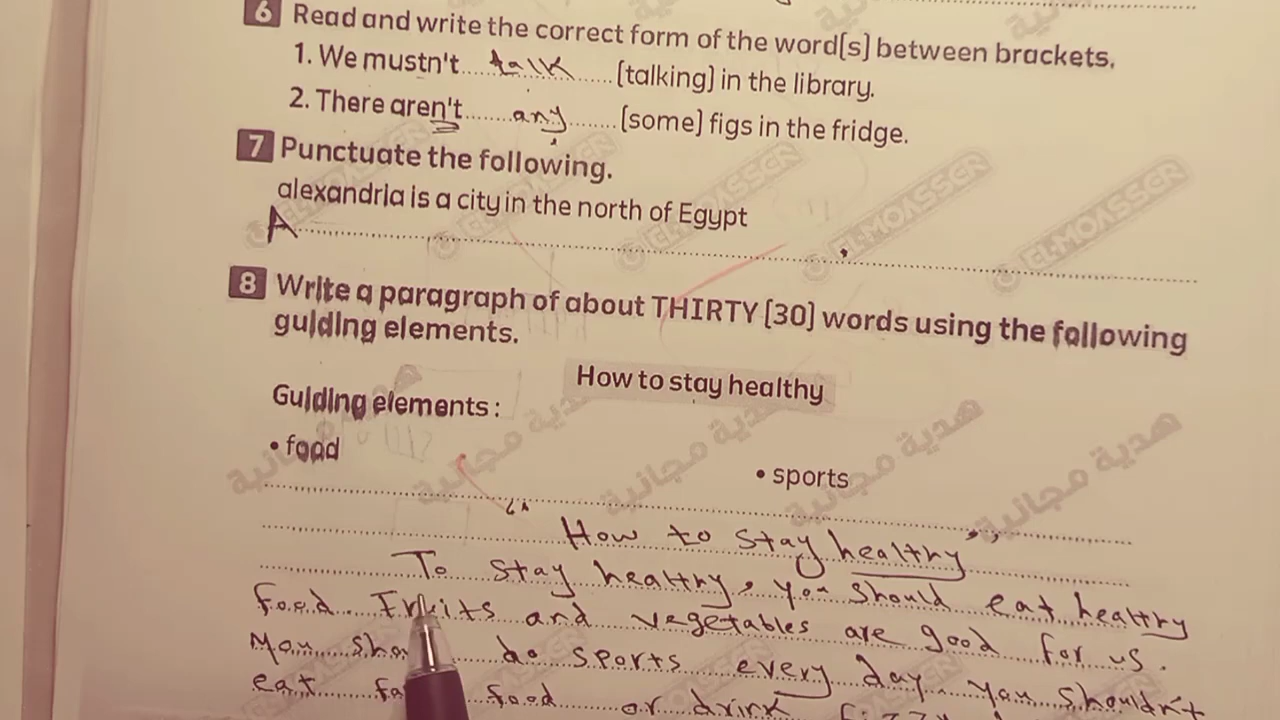 6 Read and write the correct form of the word(s) between brackets.
1. We mustn't talk (talking) in the library.
2. There aren't any (some) figs in the fridge.
7 Punctuate the following.
alexandria is a city in the north of Egypt
A .
8 Write a paragraph of about THIRTY (30) words using the following
guiding elements.
How to stay healthy
Guiding elements :
• food
• sports
"How to stay healthy"
To stay healthy, you should eat healthy
food. Fruits and vegetables are good for us.
You do sports every day. You shouldn't
eat food or drink